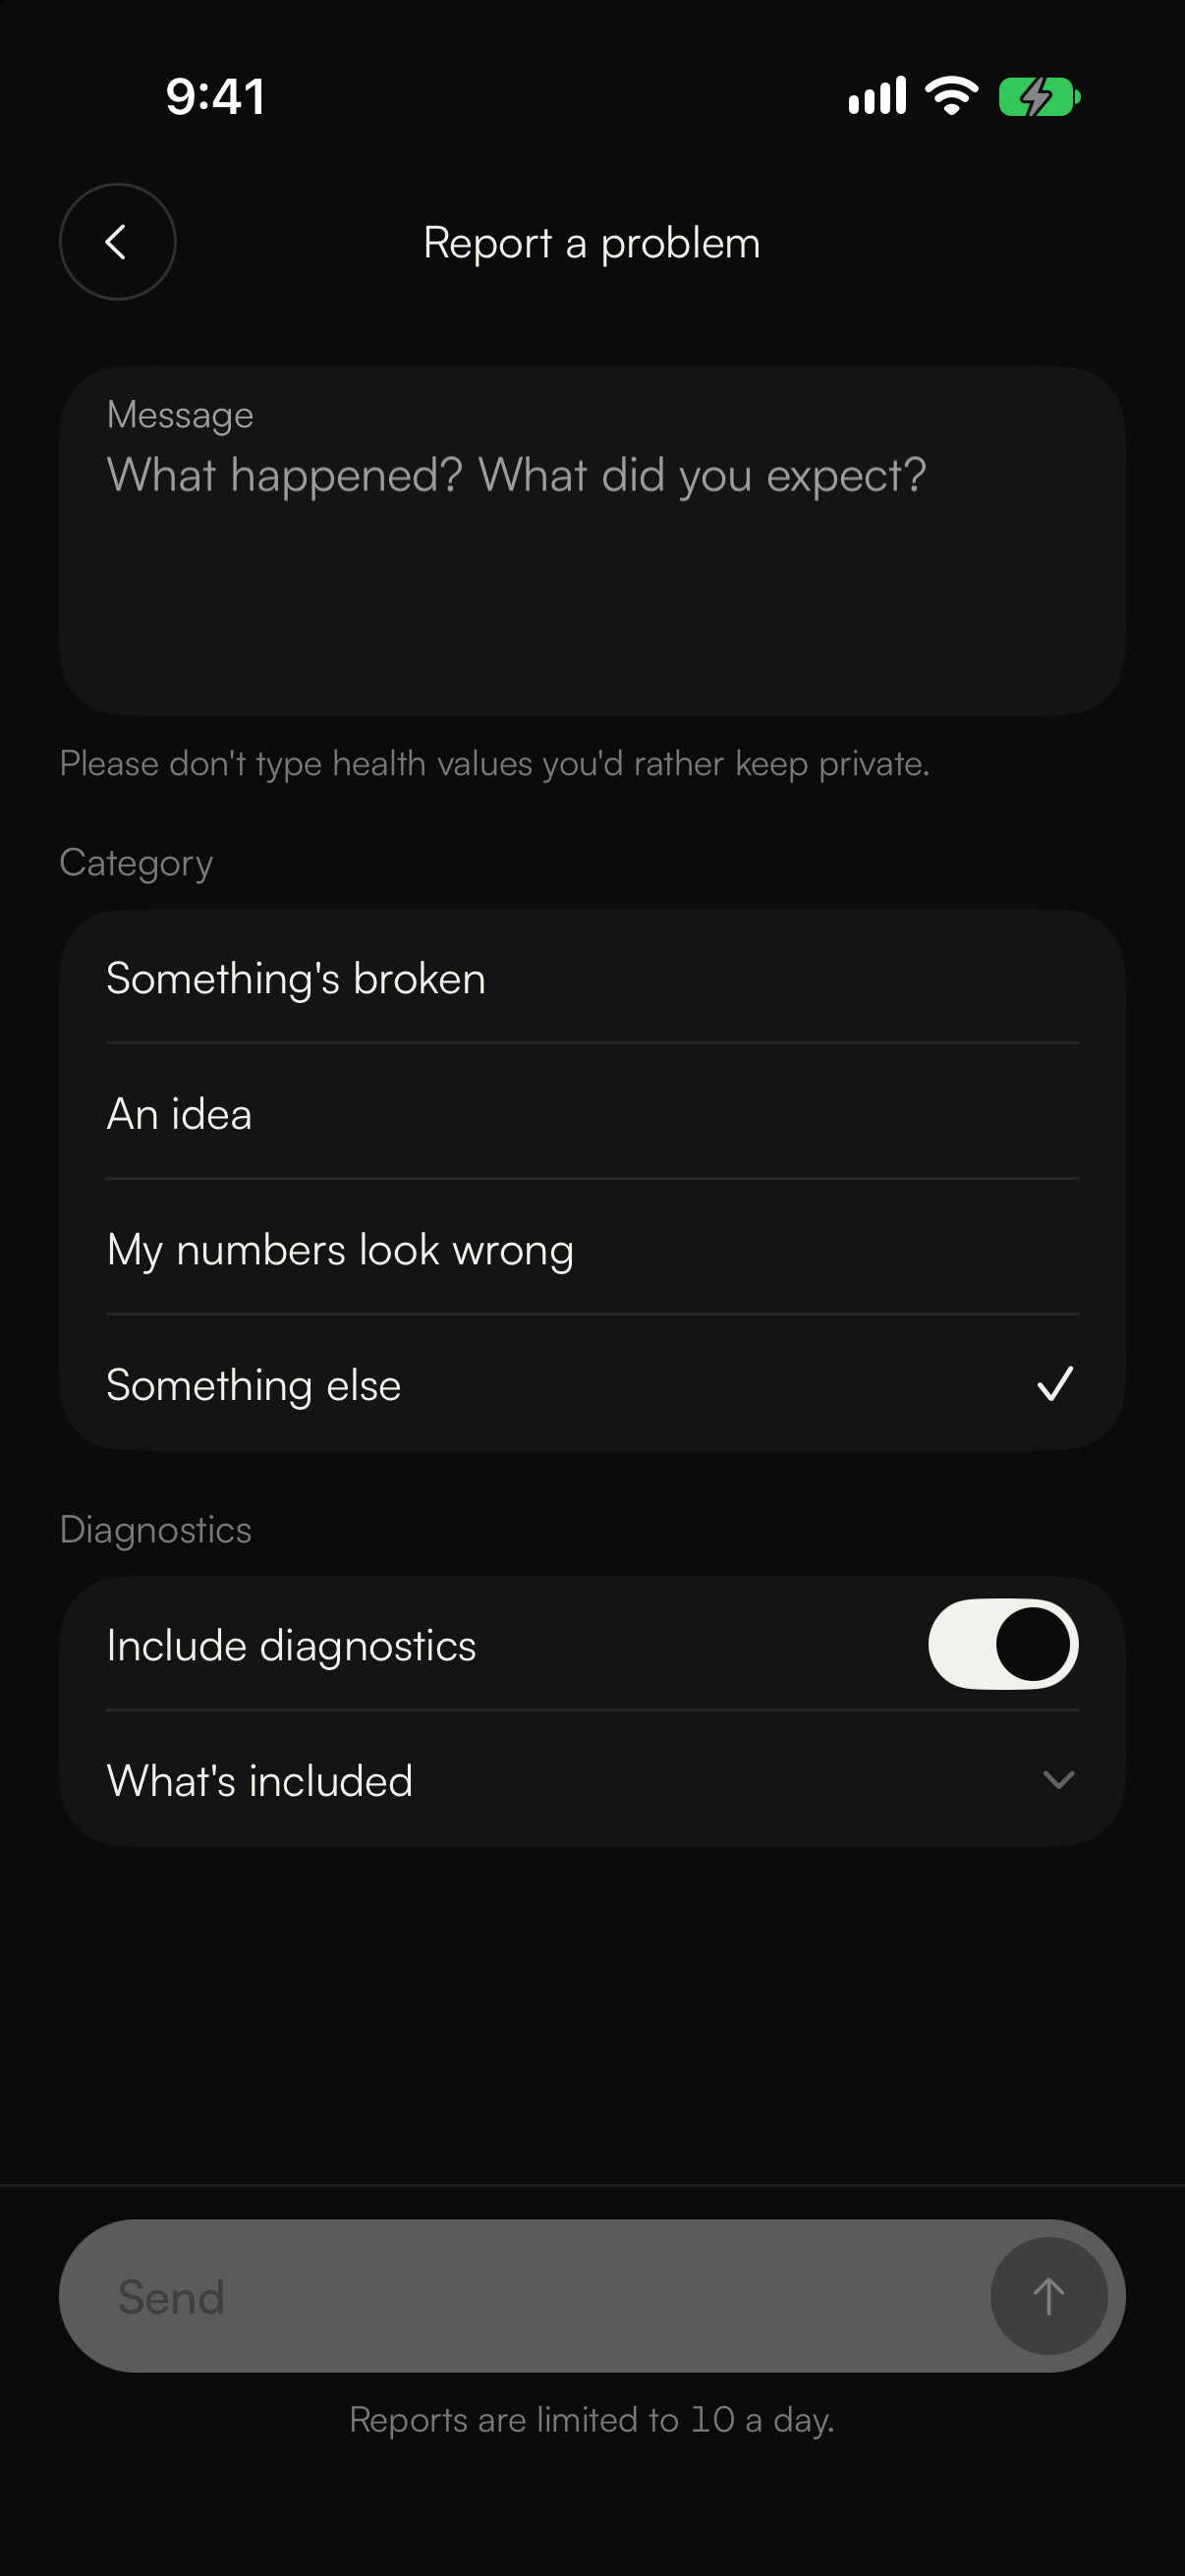 9:41
Report a problem
Message
What happened? What did you expect?
Please don't type health values you'd rather keep private.
Category
Something's broken
An idea
My numbers look wrong
Something else
Diagnostics
Include diagnostics
What's included
Send
Reports are limited to 10 a day.